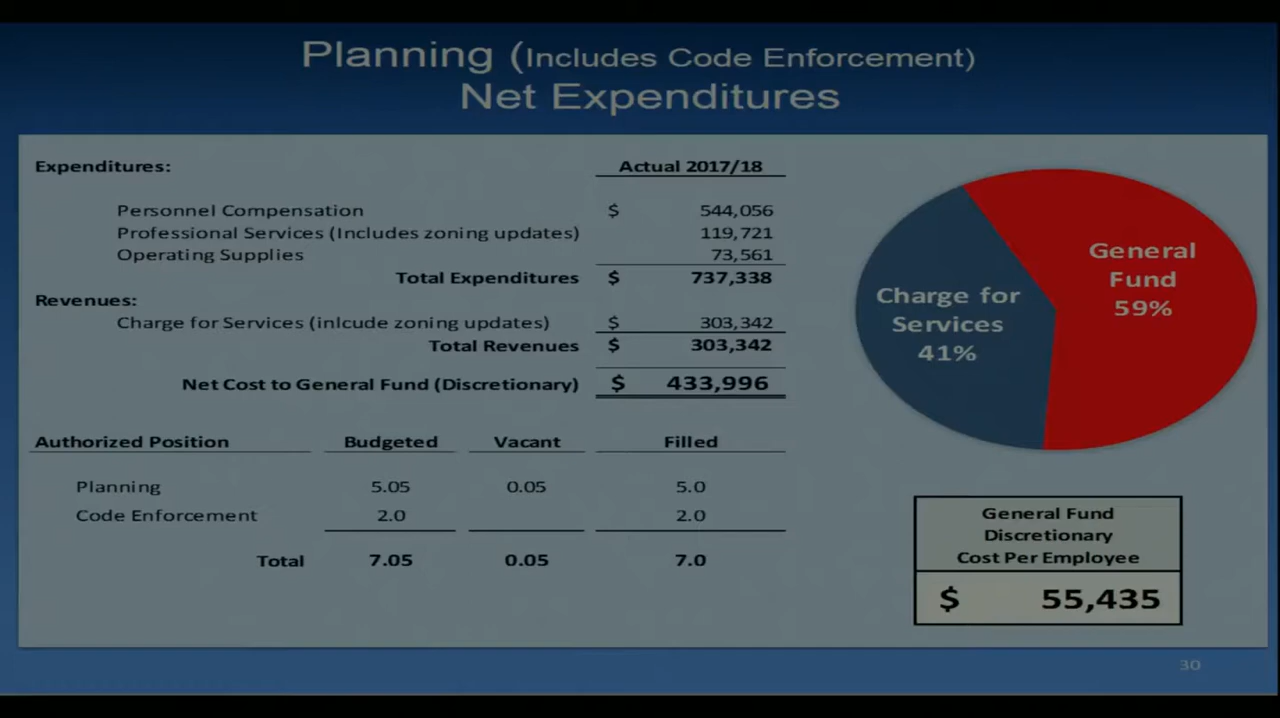 Planning (Includes Code Enforcement)
Net Expenditures
Expenditures: Actual 2017/18
Personnel Compensation $ 544,056
Professional Services (Includes zoning updates) 119,721
Operating Supplies 73,561
Total Expenditures $ 737,338
Revenues:
Charge for Services (inlcude zoning updates) $ 303,342
Total Revenues $ 303,342
Net Cost to General Fund (Discretionary) $ 433,996
Authorized Position Budgeted Vacant Filled
Planning 5.05 0.05 5.0
Code Enforcement 2.0 2.0
Total 7.05 0.05 7.0
General
Fund
59%
Charge for
Services
41%
General Fund
Discretionary
Cost Per Employee
$ 55,435
30